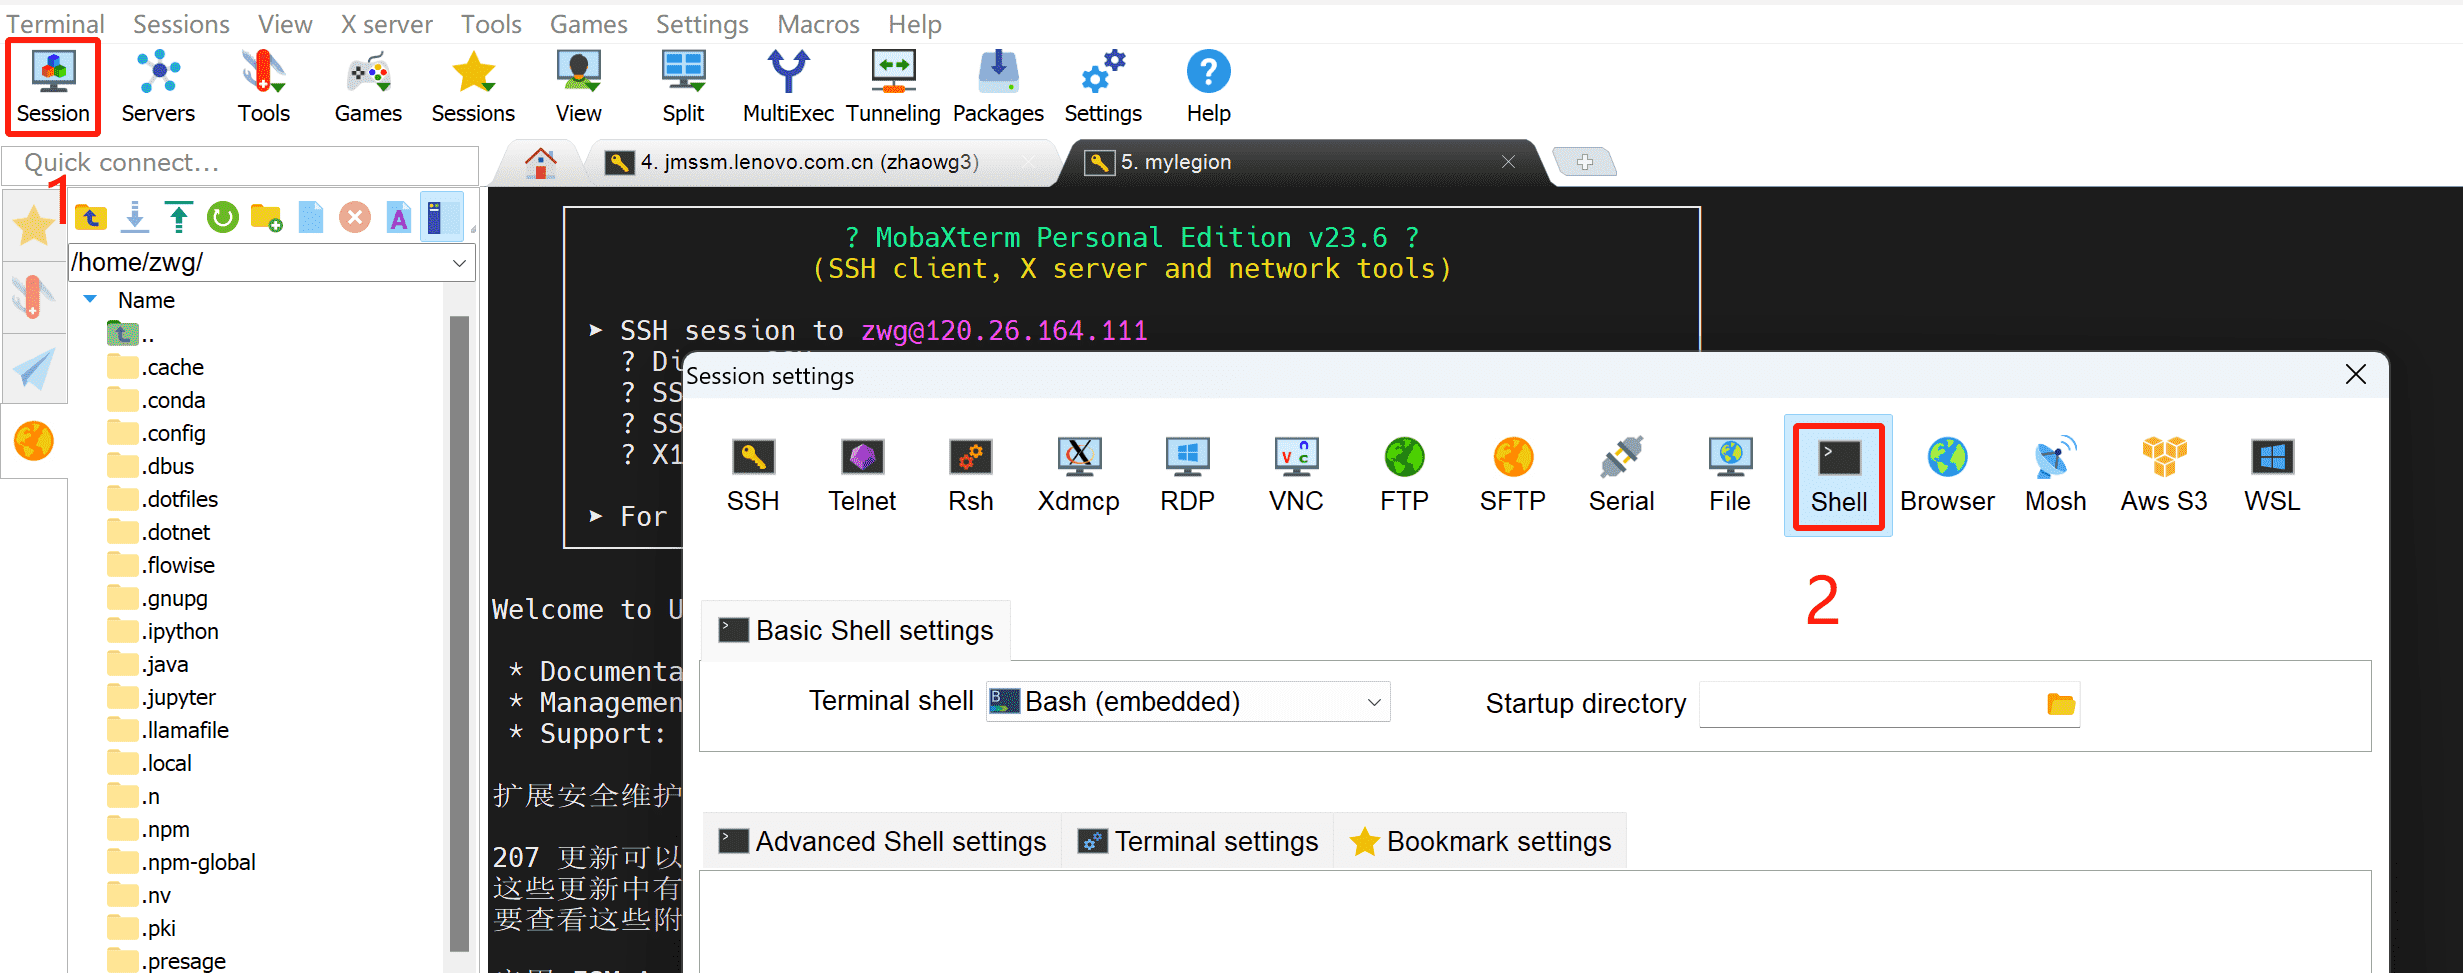 Terminal Sessions View X server Tools Games Settings Macros Help
Session Servers Tools Games Sessions View Split MultiExec Tunneling Packages Settings Help
Quick connect...
4. jmssm.lenovo.com.cn (zhaowg3)
5. mylegion
1
/home/zwg/
Name
..
.cache
.conda
.config
.dbus
.dotfiles
.dotnet
.flowise
.gnupg
.ipython
.java
.jupyter
.llamafile
.local
.n
.npm
.npm-global
.nv
.pki
.presage
? MobaXterm Personal Edition v23.6 ?
(SSH client, X server and network tools)
➤ SSH session to zwg@120.26.164.111
? Di
? SS
? SS
? X1
➤ For
Welcome to U
* Documenta
* Managemen
* Support:
扩展安全维护
207 更新可以
这些更新中有
要查看这些附
Session settings
SSH Telnet Rsh Xdmcp RDP VNC FTP SFTP Serial File Shell Browser Mosh Aws S3 WSL
2
Basic Shell settings
Terminal shell Bash (embedded) Startup directory
Advanced Shell settings Terminal settings Bookmark settings